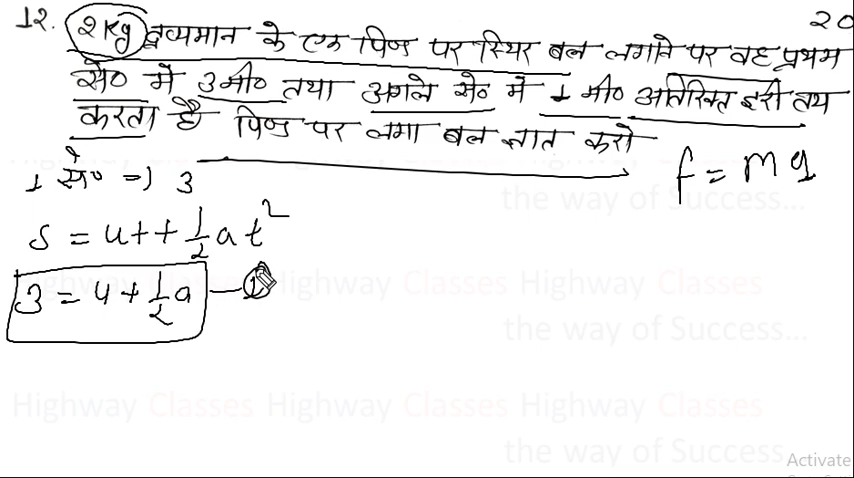 12. 2kg द्रव्यमान के एक पिण्ड पर स्थिर बल लगाने पर वह प्रथम
से० में 3 मी० तथा अगले से० में 1 मी० अतिरिक्त दूरी तय
करता है पिण्ड पर लगा बल ज्ञात करो
20
1 से० => 3
f = mg
s = ut + 1/2 at²
3 = u + 1/2 a — ①
Highway Classes Highway Classes Highway Classes
the way of Success...
Highway Classes Highway Classes Highway Classes
the way of Success...
Highway Classes Highway Classes Highway Classes
the way of Success
Activate